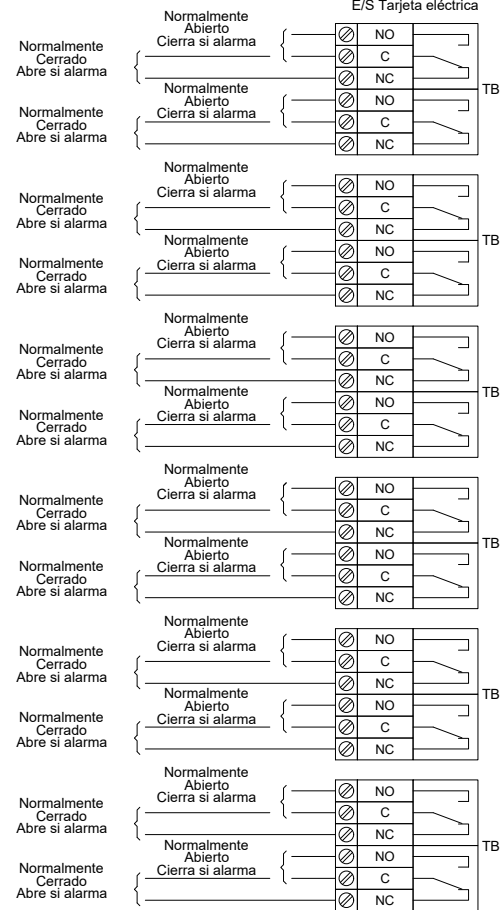 E/S Tarjeta eléctrica
Normalmente
Abierto
Cierra si alarma
NO
Normalmente
Cerrado
Abre si alarma
C
NC
TB
Normalmente
Abierto
Cierra si alarma
NO
Normalmente
Cerrado
Abre si alarma
C
NC
Normalmente
Abierto
Cierra si alarma
NO
Normalmente
Cerrado
Abre si alarma
C
NC
TB
Normalmente
Abierto
Cierra si alarma
NO
Normalmente
Cerrado
Abre si alarma
C
NC
Normalmente
Abierto
Cierra si alarma
NO
Normalmente
Cerrado
Abre si alarma
C
NC
TB
Normalmente
Abierto
Cierra si alarma
NO
Normalmente
Cerrado
Abre si alarma
C
NC
Normalmente
Abierto
Cierra si alarma
NO
Normalmente
Cerrado
Abre si alarma
C
NC
TB
Normalmente
Abierto
Cierra si alarma
NO
Normalmente
Cerrado
Abre si alarma
C
NC
Normalmente
Abierto
Cierra si alarma
NO
Normalmente
Cerrado
Abre si alarma
C
NC
TB
Normalmente
Abierto
Cierra si alarma
NO
Normalmente
Cerrado
Abre si alarma
C
NC
Normalmente
Abierto
Cierra si alarma
NO
Normalmente
Cerrado
Abre si alarma
C
NC
TB
Normalmente
Abierto
Cierra si alarma
NO
Normalmente
Cerrado
Abre si alarma
C
NC